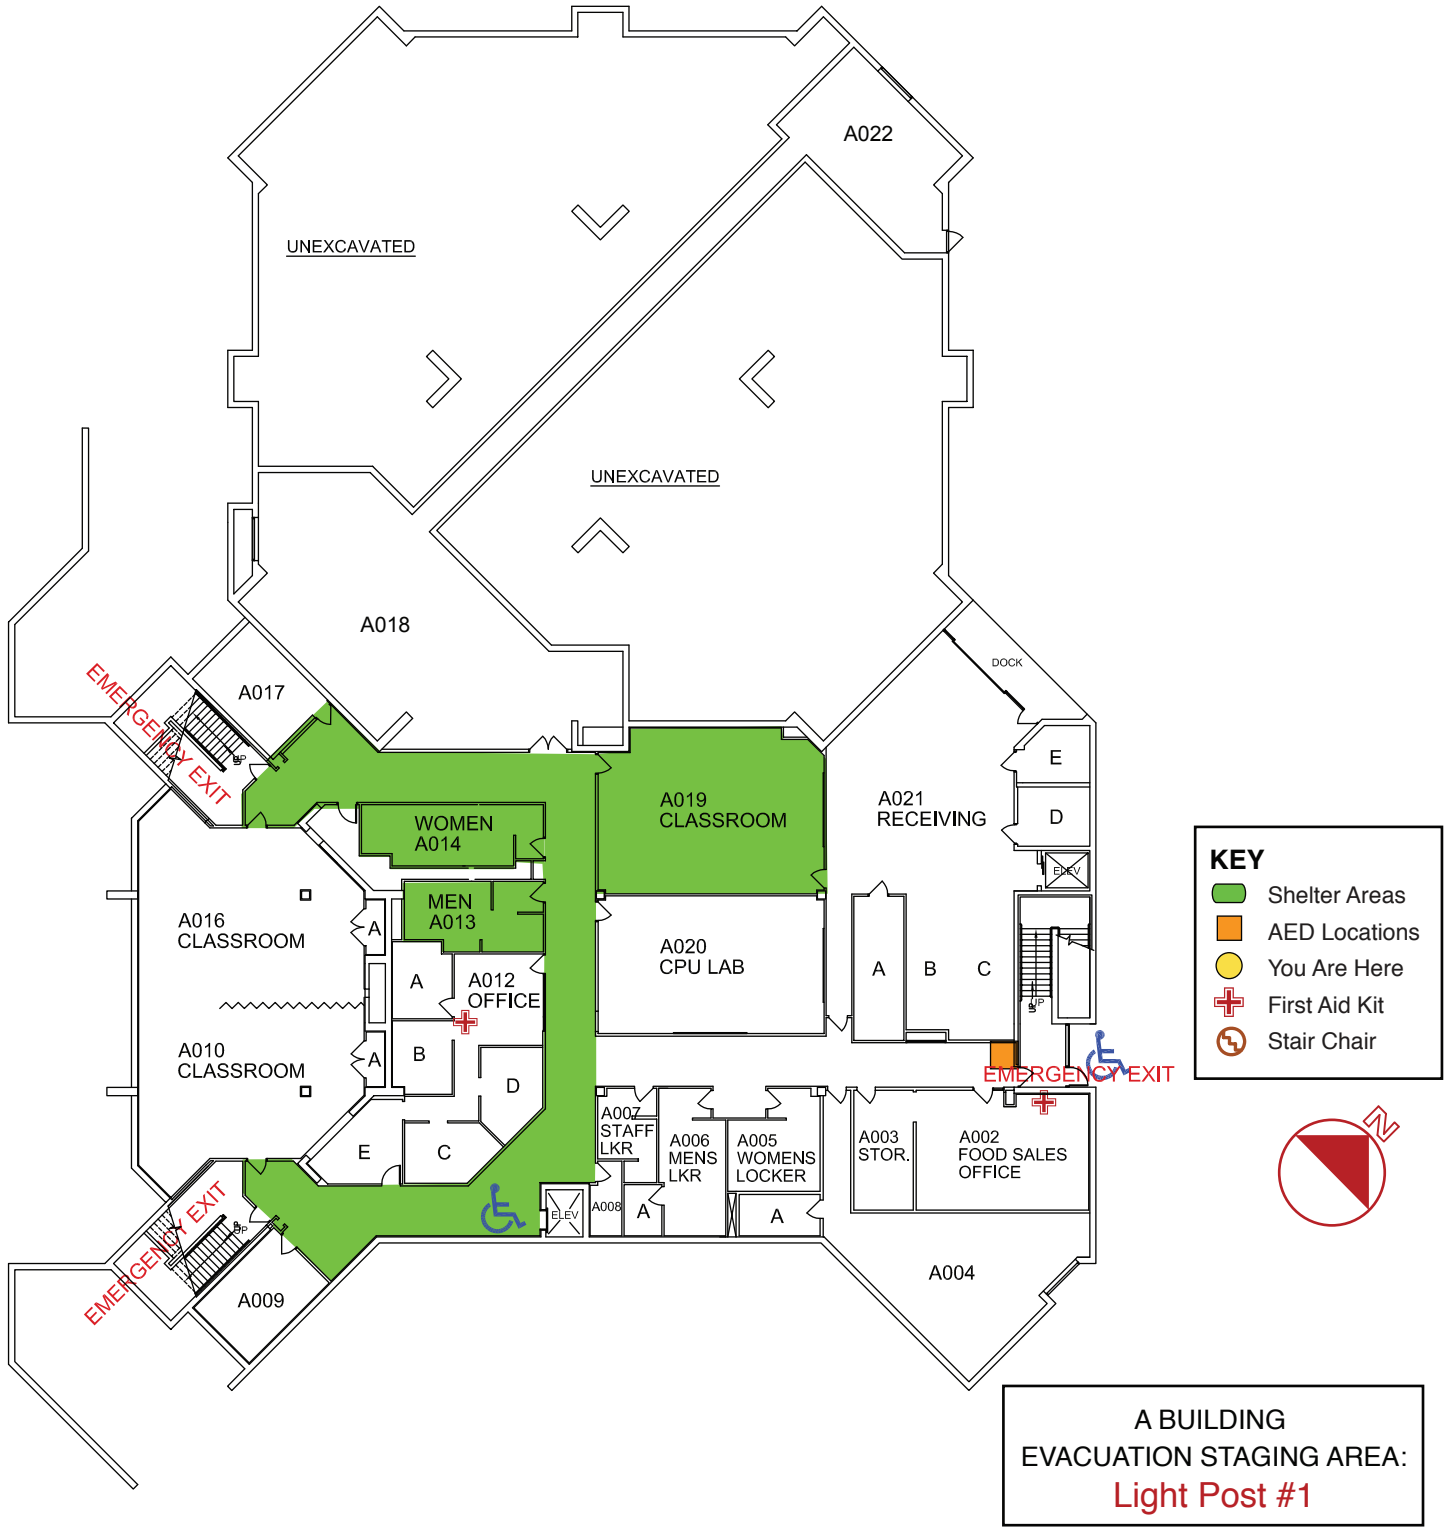 A022
UNEXCAVATED
UNEXCAVATED
A018
DOCK
EMERGENCY EXIT
A017
UP
E
A019
CLASSROOM
A021
RECEIVING
D
WOMEN
A014
KEY
Shelter Areas
AED Locations
You Are Here
First Aid Kit
Stair Chair
ELEV
MEN
A013
A016
CLASSROOM
A
A020
CPU LAB
A
B
C
A
A012
OFFICE
UP
A010
CLASSROOM
A
B
D
EMERGENCY EXIT
E
C
A007
STAFF
LKR
A006
MENS
LKR
A005
WOMENS
LOCKER
A003
STOR.
A002
FOOD SALES
OFFICE
N
EMERGENCY EXIT
UP
ELEV
A008
A
A
A009
A004
A BUILDING
EVACUATION STAGING AREA:
Light Post #1